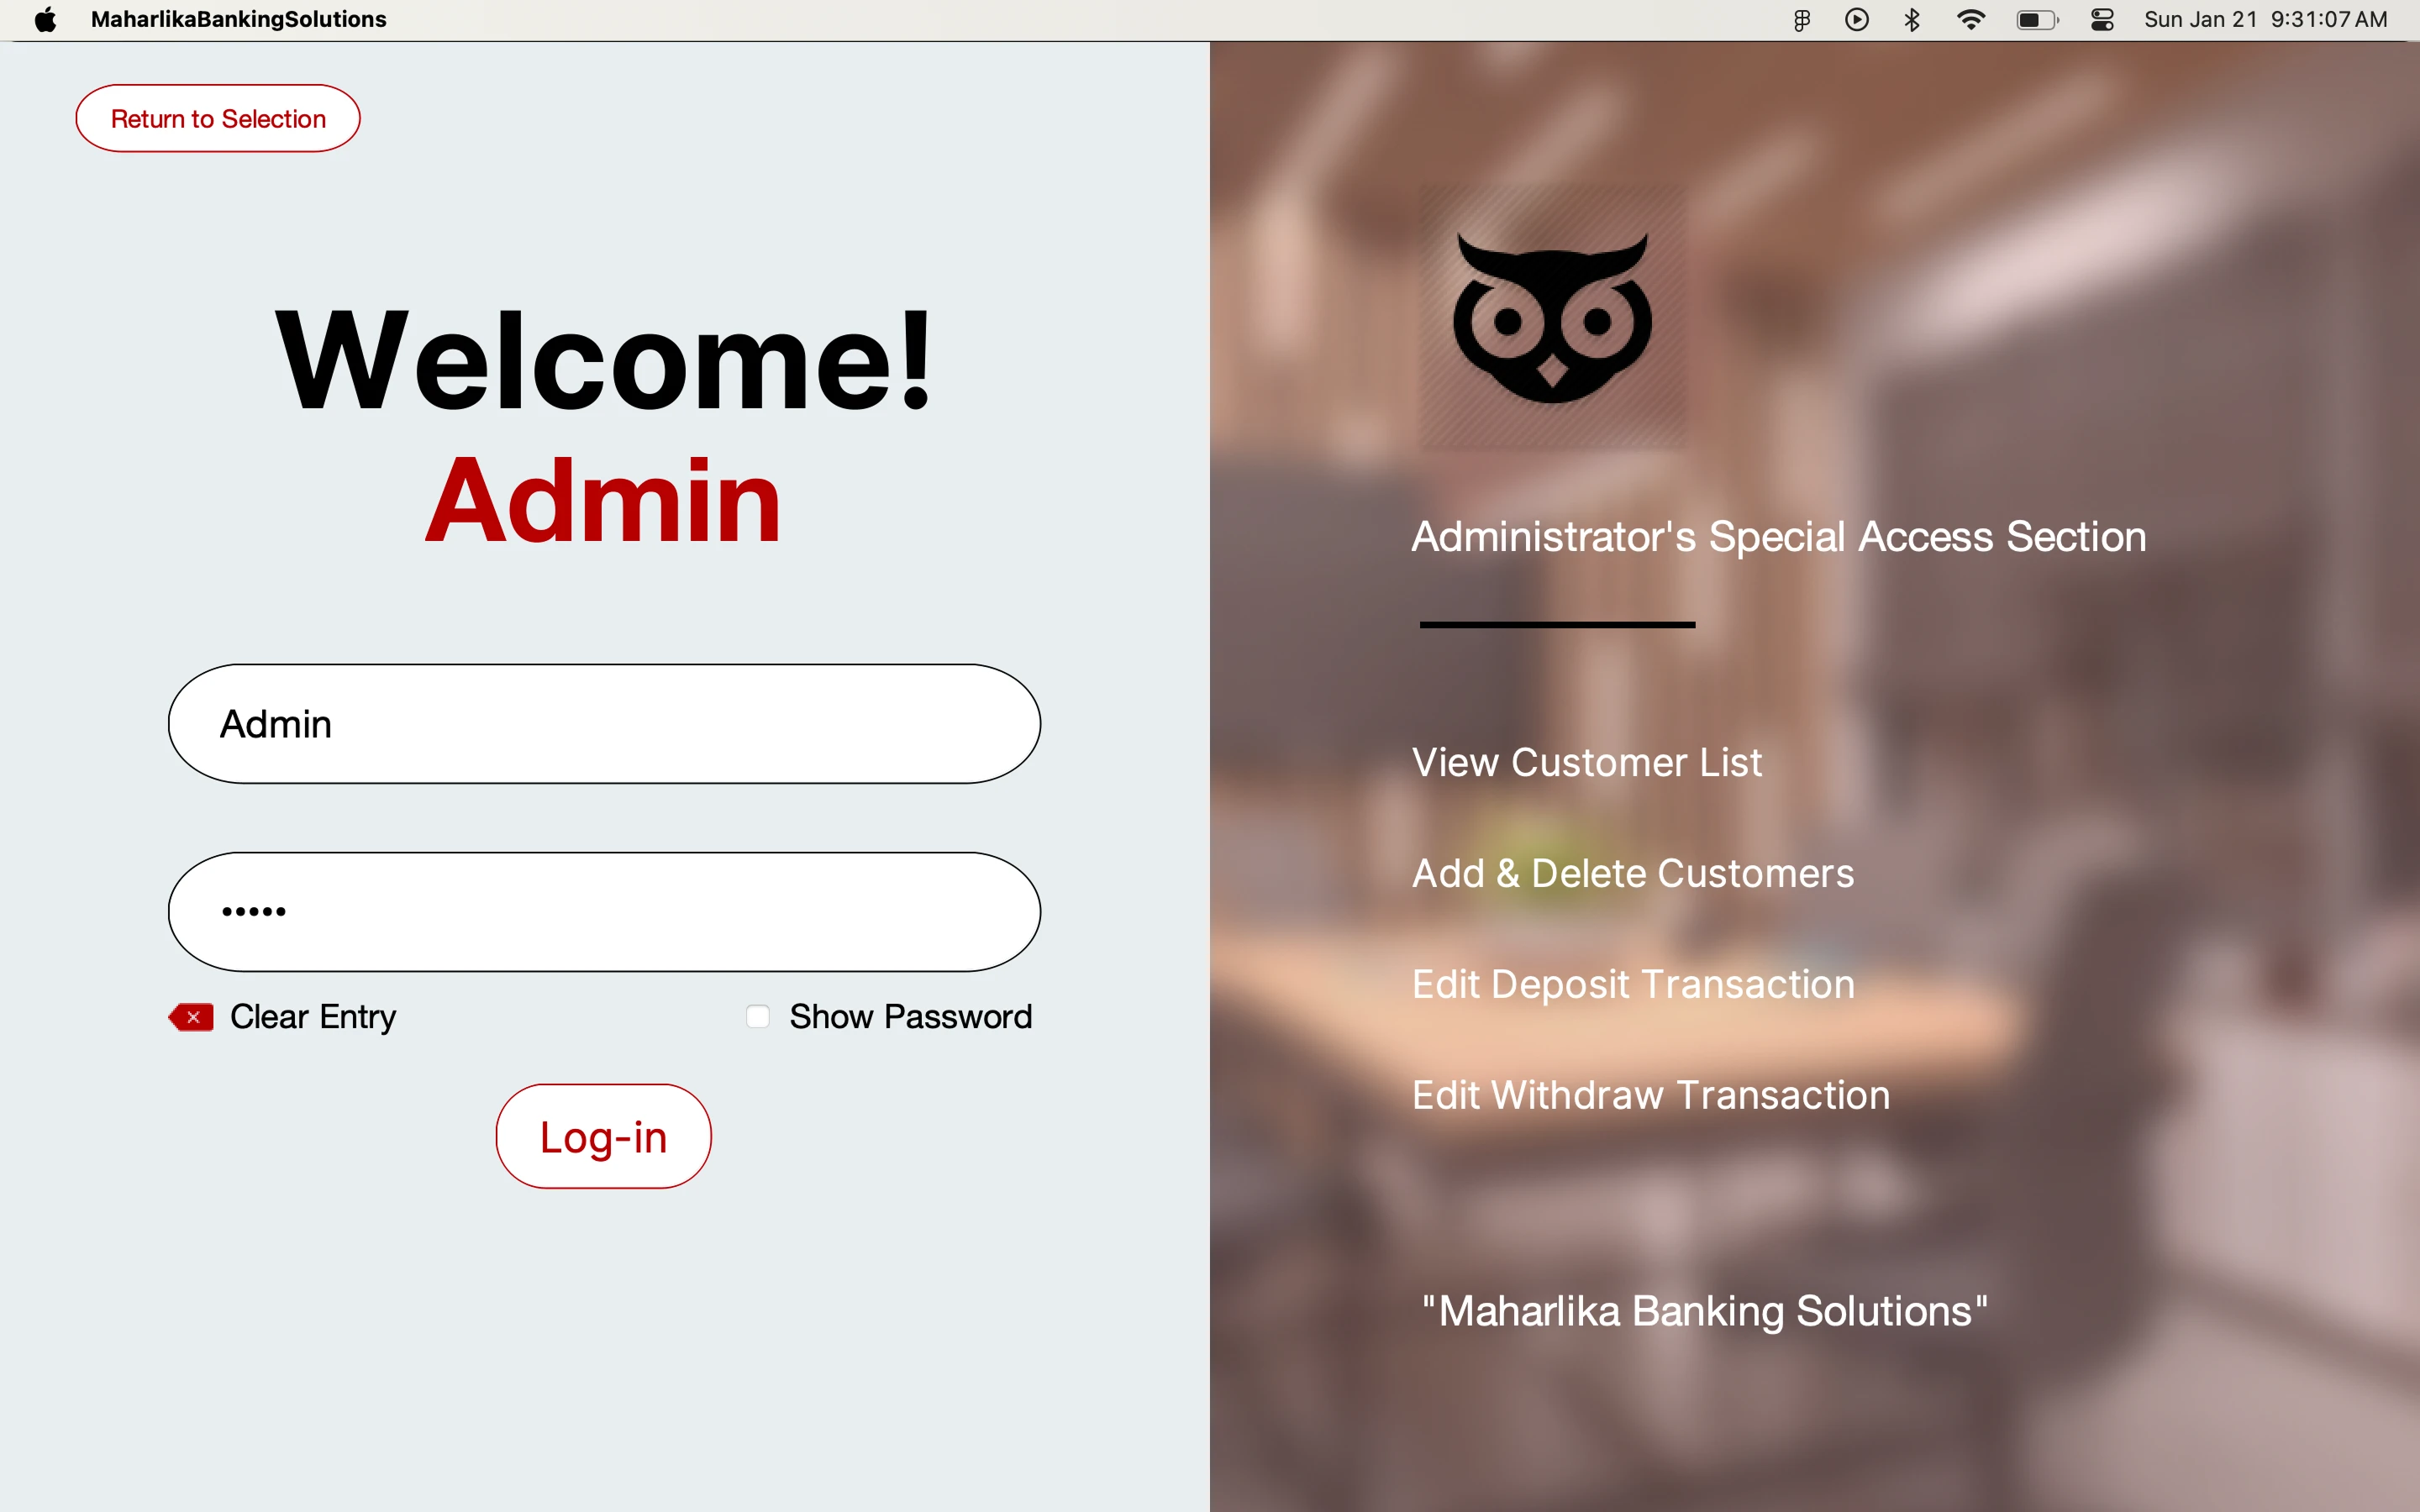 MaharlikaBankingSolutions
Sun Jan 21 9:31:07 AM
Return to Selection
Welcome!
Admin
Admin
•••••
Clear Entry
Show Password
Log-in
Administrator's Special Access Section
View Customer List
Add & Delete Customers
Edit Deposit Transaction
Edit Withdraw Transaction
"Maharlika Banking Solutions"